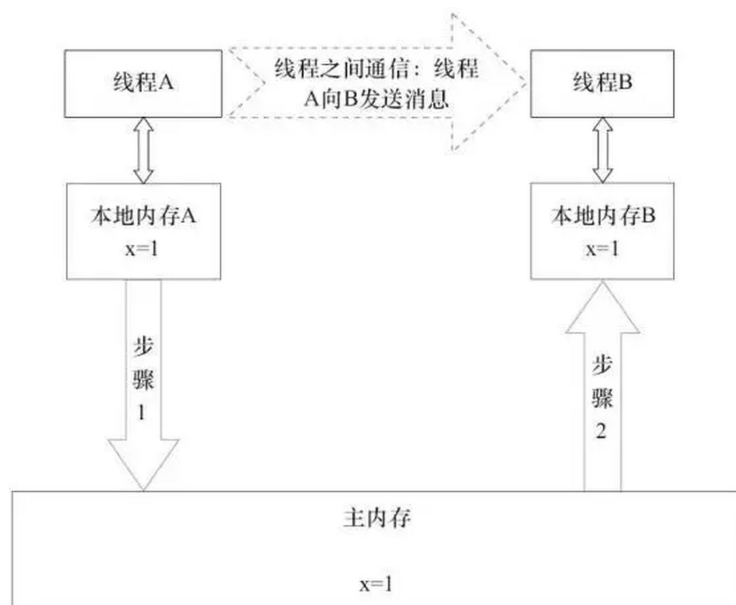 线程A
线程之间通信：线程
A向B发送消息
线程B
本地内存A
x=1
本地内存B
x=1
步
骤
1
步
骤
2
主内存
x=1